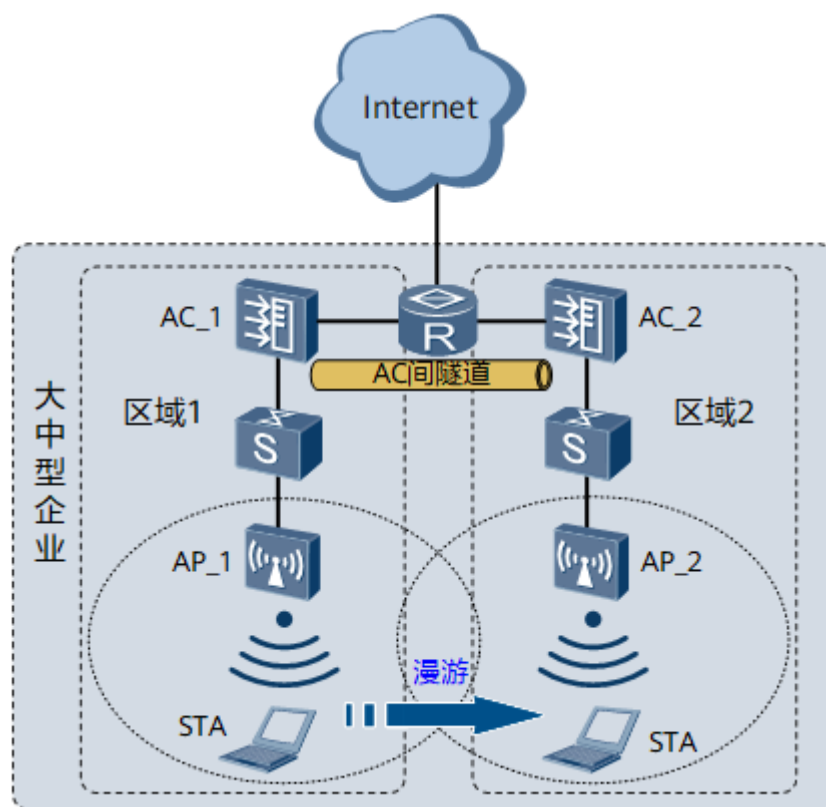 Internet
AC_1
R
AC_2
AC间隧道
大中型企业
区域1
区域2
S
S
AP_1
AP_2
漫游
STA
STA